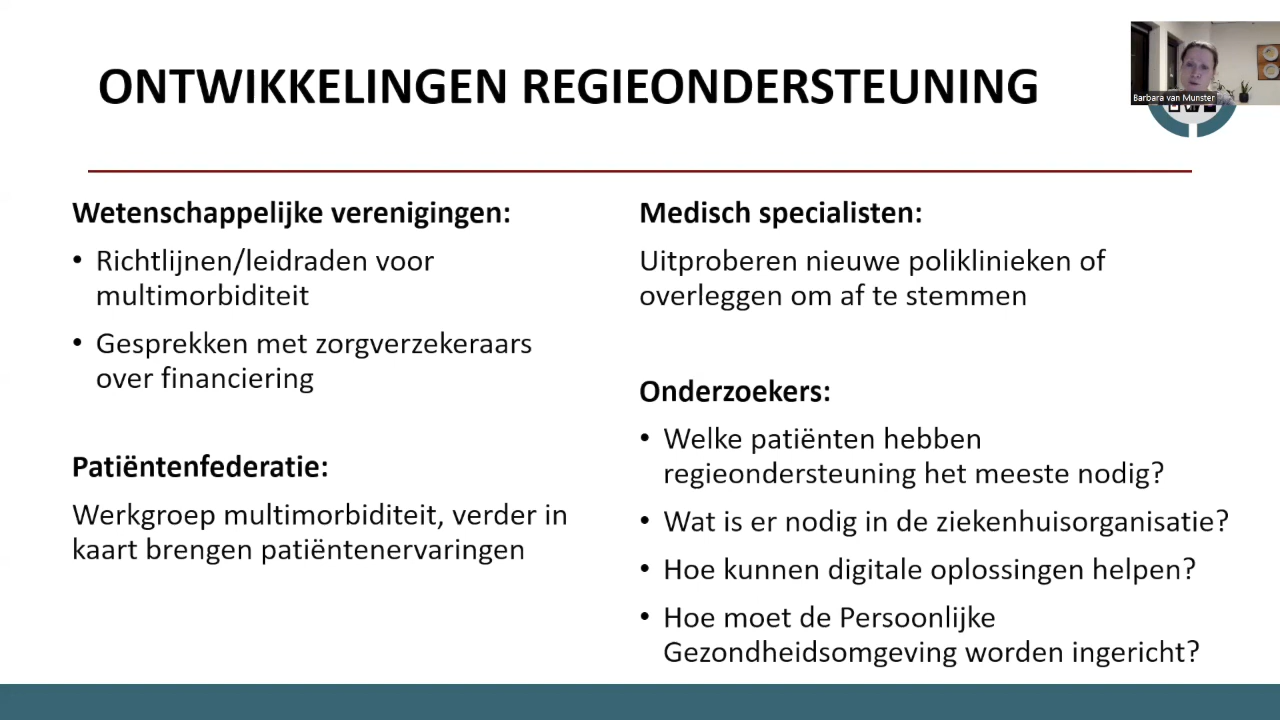 ONTWIKKELINGEN REGIEONDERSTEUNING
Barbara van Munster
Wetenschappelijke verenigingen:
• Richtlijnen/leidraden voor
multimorbiditeit
• Gesprekken met zorgverzekeraars
over financiering
Patiëntenfederatie:
Werkgroep multimorbiditeit, verder in
kaart brengen patiëntenervaringen
Medisch specialisten:
Uitproberen nieuwe poliklinieken of
overleggen om af te stemmen
Onderzoekers:
• Welke patiënten hebben
regieondersteuning het meeste nodig?
• Wat is er nodig in de ziekenhuisorganisatie?
• Hoe kunnen digitale oplossingen helpen?
• Hoe moet de Persoonlijke
Gezondheidsomgeving worden ingericht?